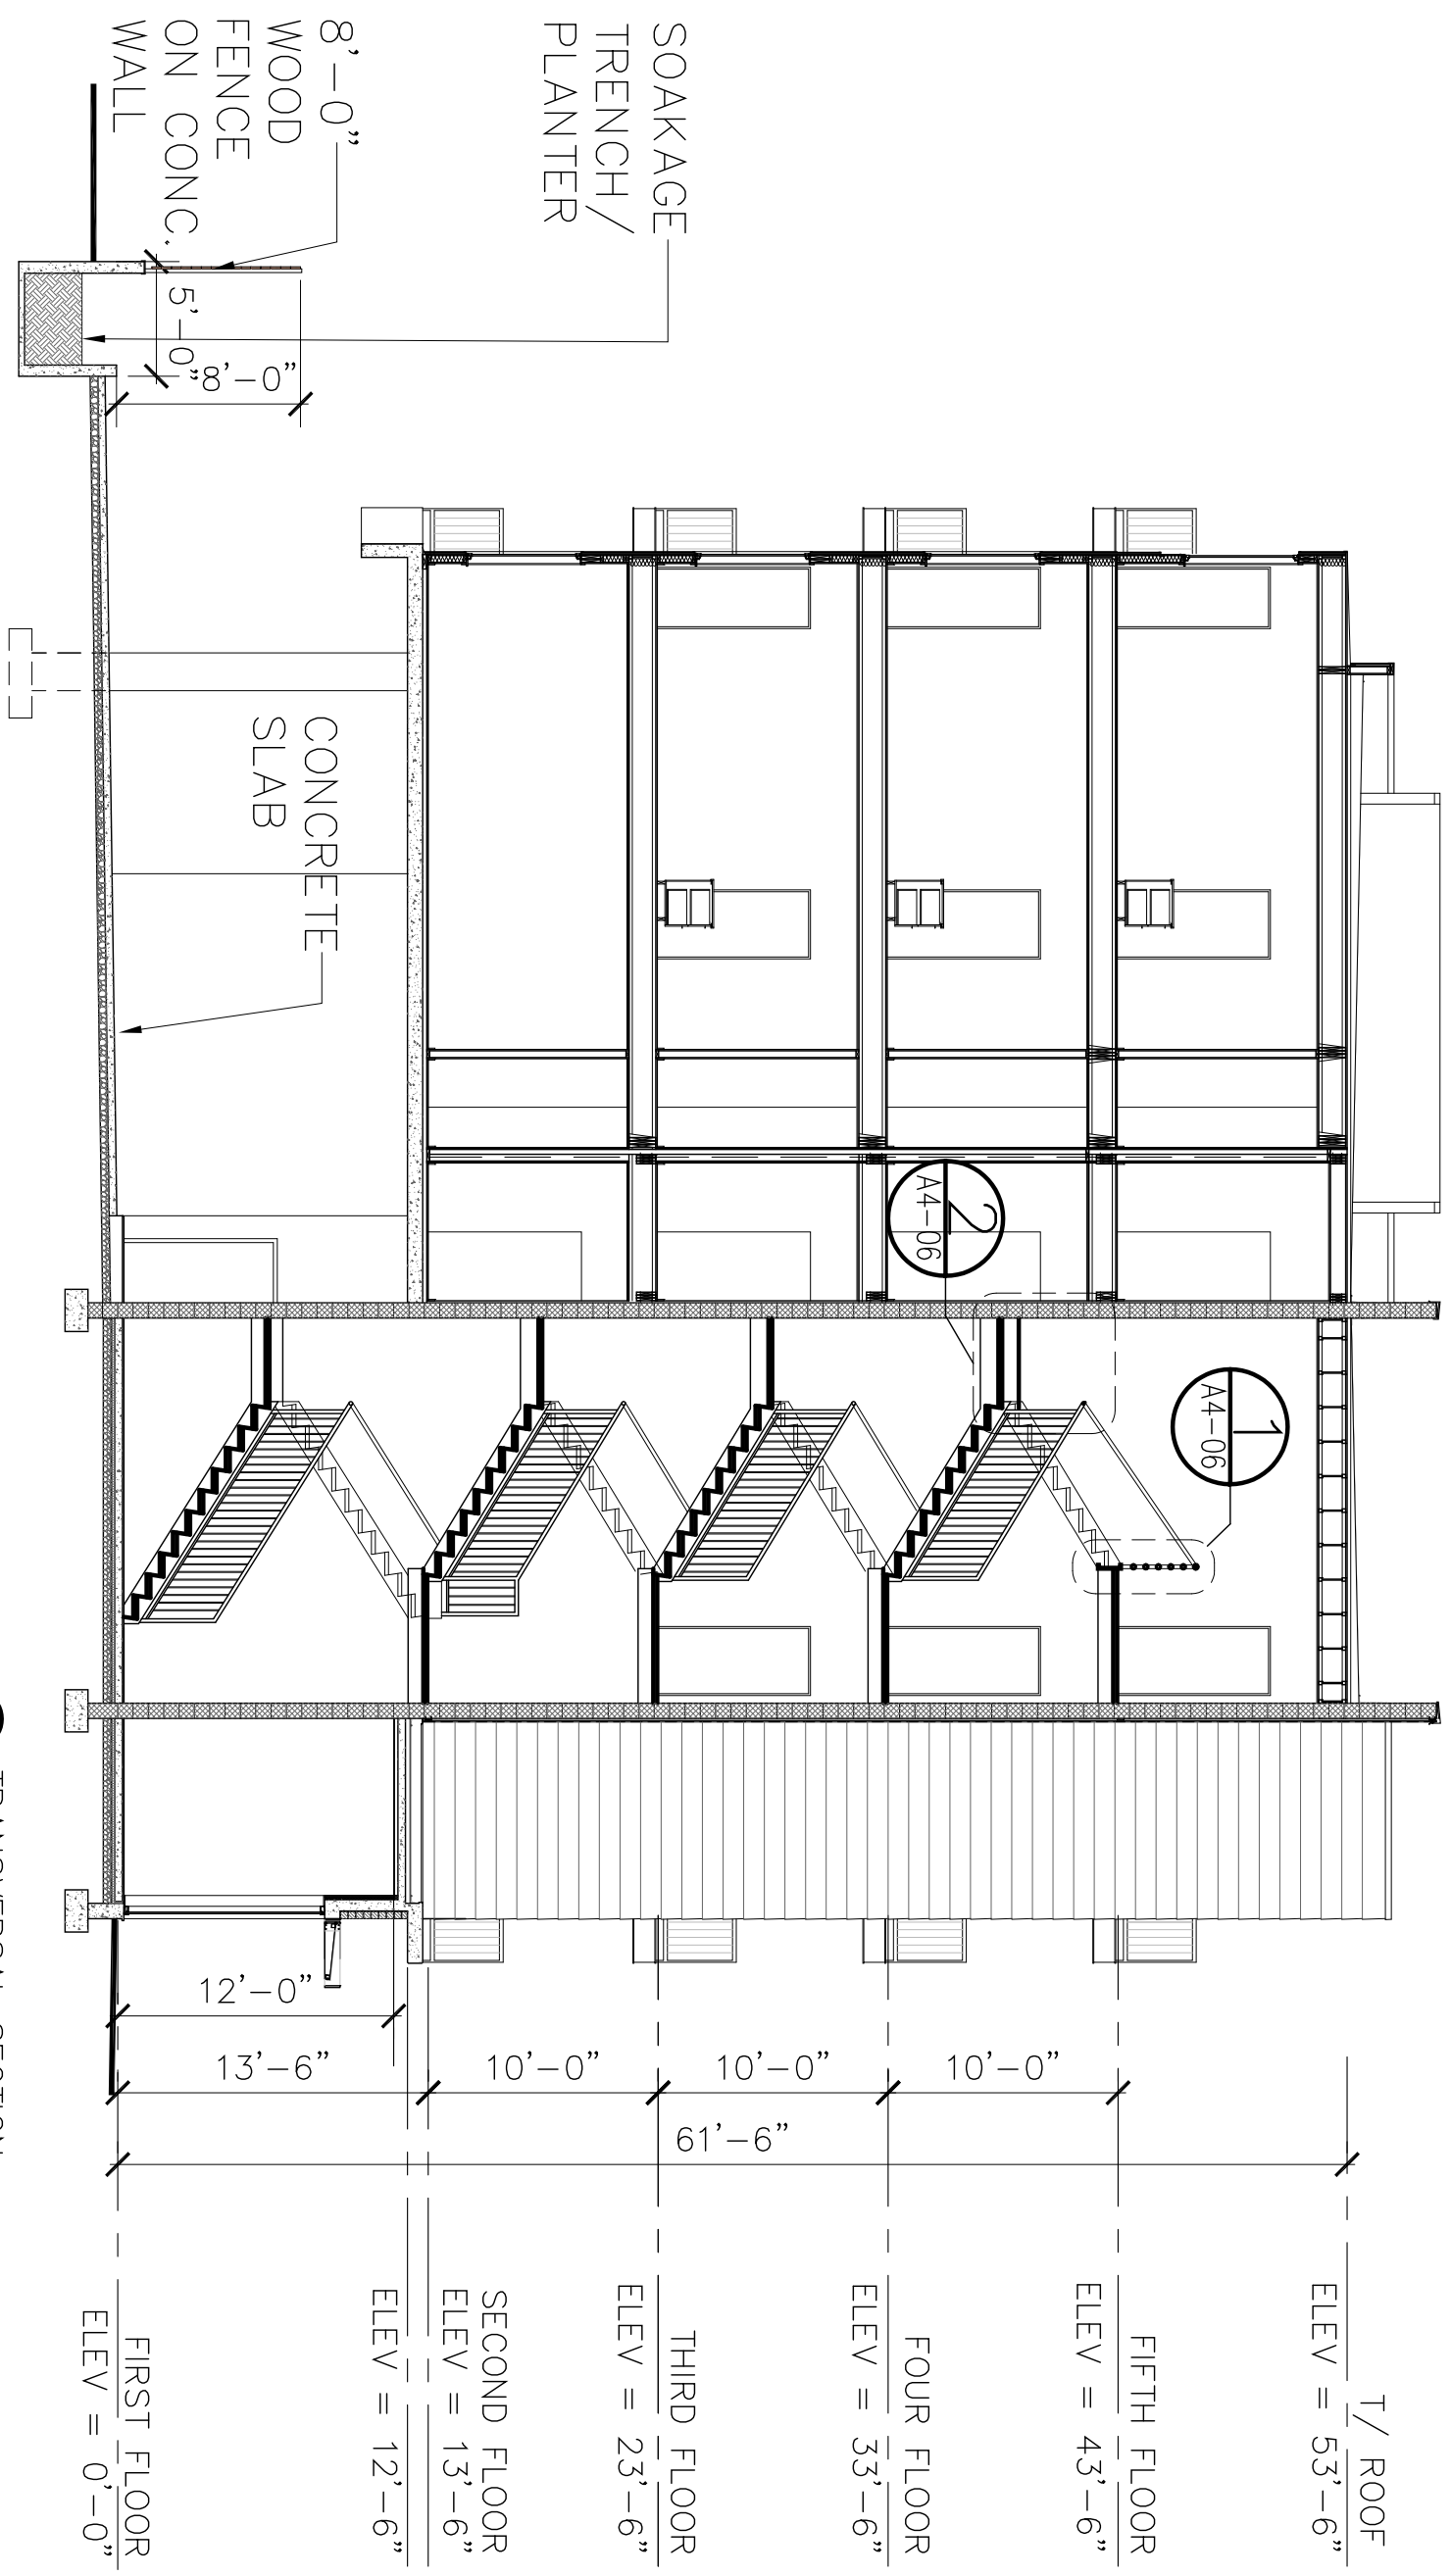 SOAKAGE
TRENCH/
PLANTER
8'-0"
WOOD
FENCE
ON CONC.
WALL
5'-0"
8'-0"
CONCRETE
SLAB
2
A4-06
1
A4-06
12'-0"
13'-6"
10'-0"
10'-0"
10'-0"
61'-6"
T/ ROOF
ELEV = 53'-6"
FIFTH FLOOR
ELEV = 43'-6"
FOUR FLOOR
ELEV = 33'-6"
THIRD FLOOR
ELEV = 23'-6"
SECOND FLOOR
ELEV = 13'-6"
ELEV = 12'-6"
FIRST FLOOR
ELEV = 0'-0"